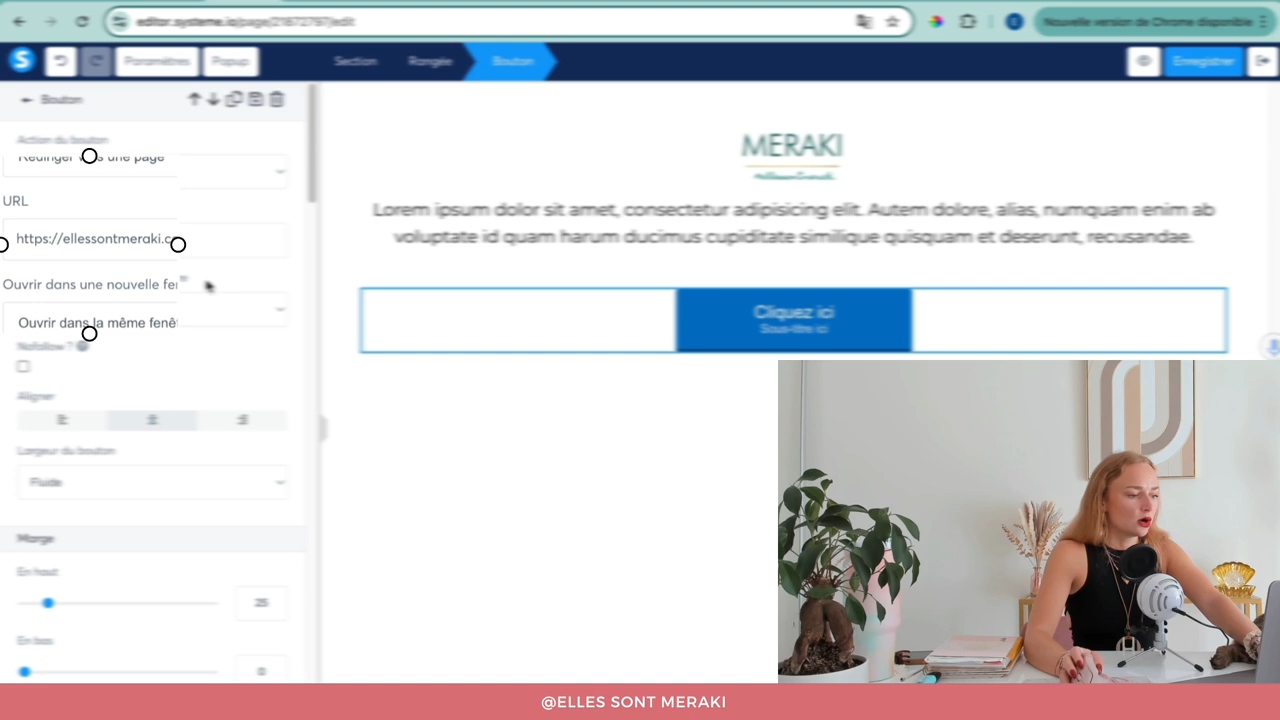 editor.systeme.io/page/21672797/edit
Nouvelle version de Chrome disponible
Paramètres
Popup
Section
Rangée
Bouton
Enregistrer
Bouton
Action du bouton
Rediriger vers une page
URL
https://ellessontmeraki.c
Ouvrir dans une nouvelle fe
Ouvrir dans la même fenê
Nofollow ?
Aligner
Largeur du bouton
Fluide
Marge
En haut
25
En bas
0
MERAKI
Lorem ipsum dolor sit amet, consectetur adipisicing elit. Autem dolore, alias, numquam enim ab
voluptate id quam harum ducimus cupiditate similique quisquam et deserunt, recusandae.
Cliquez ici
Sous-titre ici
@ELLES SONT MERAKI